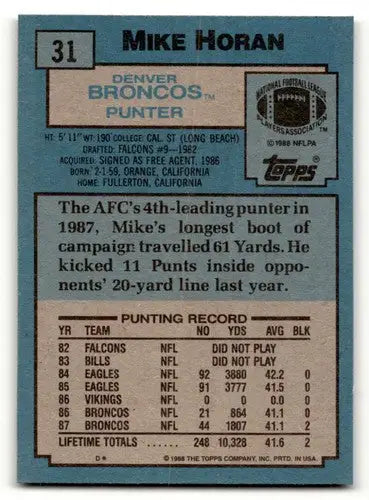 31
MIKE HORAN
DENVER
BRONCOS™
PUNTER
NATIONAL FOOTBALL LEAGUE
PLAYERS ASSOCIATION
© 1988 NFLPA
topps
HT: 5' 11" WT: 190 COLLEGE: CAL. ST (LONG BEACH)
DRAFTED: FALCONS #9—1982
ACQUIRED: SIGNED AS FREE AGENT, 1986
BORN: 2-1-59, ORANGE, CALIFORNIA
HOME: FULLERTON, CALIFORNIA
The AFC's 4th-leading punter in
1987, Mike's longest boot of
campaign travelled 61 Yards. He
kicked 11 Punts inside oppo-
nents' 20-yard line last year.
PUNTING RECORD
YR TEAM NO YDS AVG BLK
82 FALCONS NFL DID NOT PLAY
83 BILLS NFL DID NOT PLAY
84 EAGLES NFL 92 3880 42.2 0
85 EAGLES NFL 91 3777 41.5 0
86 VIKINGS NFL 0 0 0.0 0
86 BRONCOS NFL 21 864 41.1 0
87 BRONCOS NFL 44 1807 41.1 2
LIFETIME TOTALS ...... 248 10,328 41.6 2
D* © 1988 THE TOPPS COMPANY, INC. PRTD. IN U.S.A.